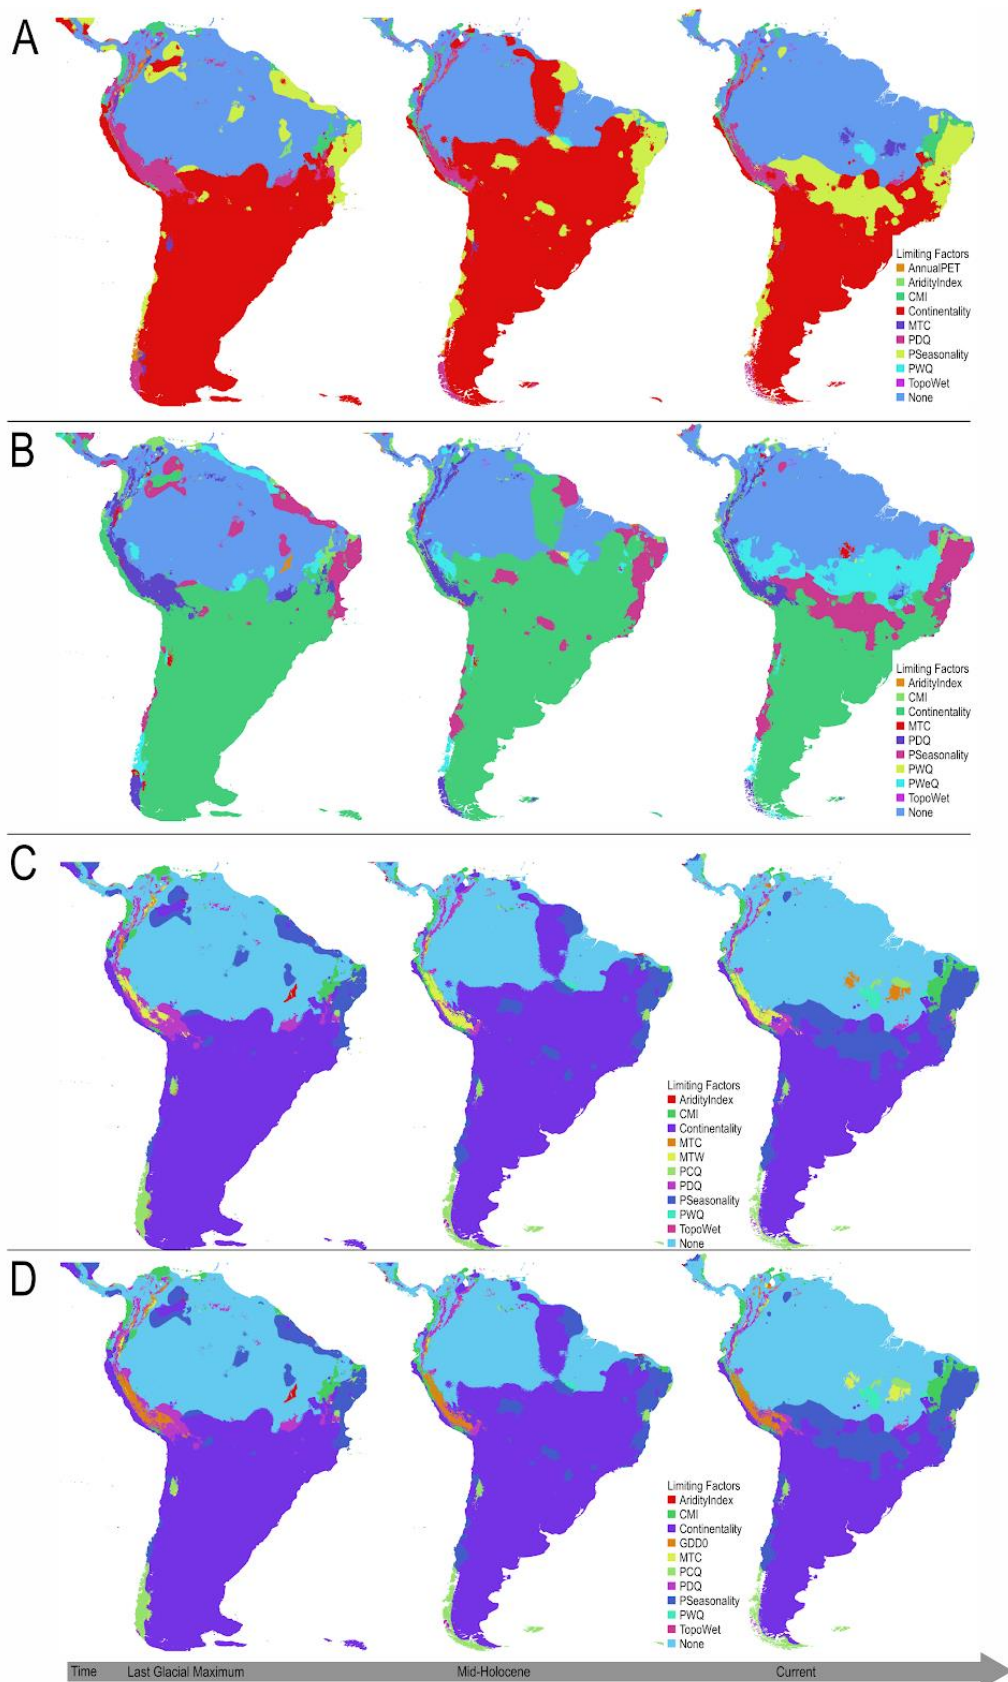 A
Limiting Factors
AnnualPET
AridityIndex
CMI
Continentality
MTC
PDQ
PSeasonality
PWQ
TopoWet
None
B
Limiting Factors
AridityIndex
CMI
Continentality
MTC
PDQ
PSeasonality
PWQ
PWeQ
TopoWet
None
C
Limiting Factors
AridityIndex
CMI
Continentality
MTC
MTW
PCQ
PDQ
PSeasonality
PWQ
TopoWet
None
D
Limiting Factors
AridityIndex
CMI
Continentality
GDD0
MTC
PCQ
PDQ
PSeasonality
PWQ
TopoWet
None
Time Last Glacial Maximum Mid-Holocene Current